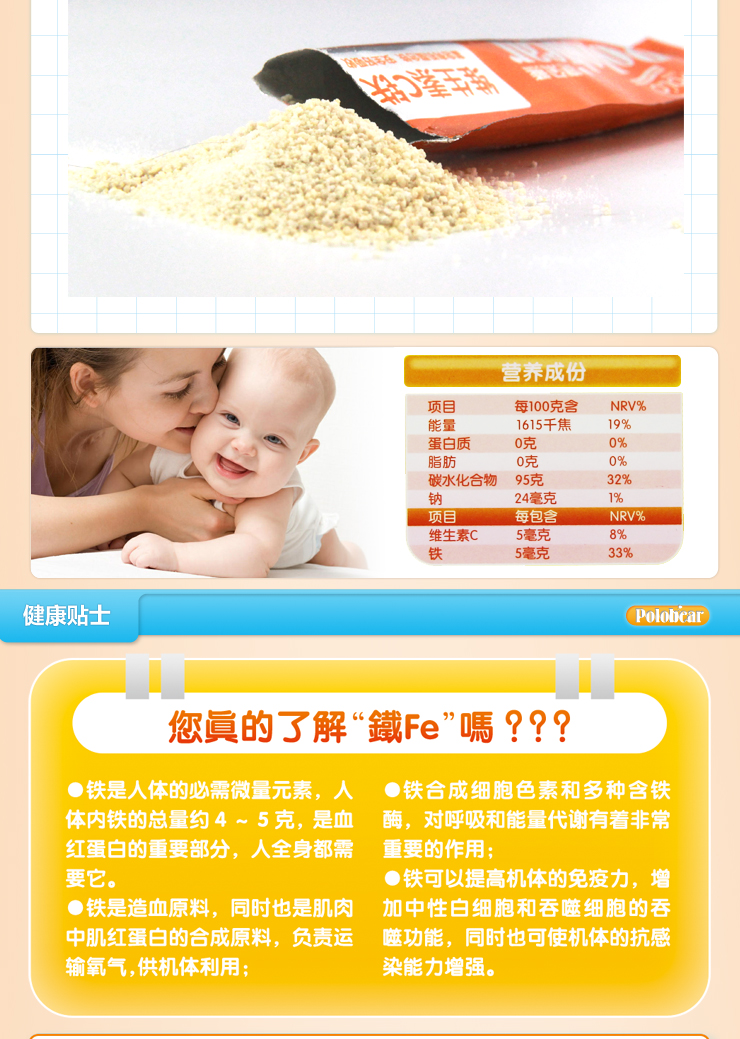 维生素C铁
营养成份
项目 每100克含 NRV%
能量 1615千焦 19%
蛋白质 0克 0%
脂肪 0克 0%
碳水化合物 95克 32%
钠 24毫克 1%
项目 每包含 NRV%
维生素C 5毫克 8%
铁 5毫克 33%
健康贴士
Polobear
您眞的了解“鐵Fe”嗎？？？
●铁是人体的必需微量元素，人
体内铁的总量约 4 ~ 5 克，是血
红蛋白的重要部分，人全身都需
要它。
●铁是造血原料，同时也是肌肉
中肌红蛋白的合成原料，负责运
输氧气，供机体利用；
●铁合成细胞色素和多种含铁
酶，对呼吸和能量代谢有着非常
重要的作用；
●铁可以提高机体的免疫力，增
加中性白细胞和吞噬细胞的吞
噬功能，同时也可使机体的抗感
染能力增强。